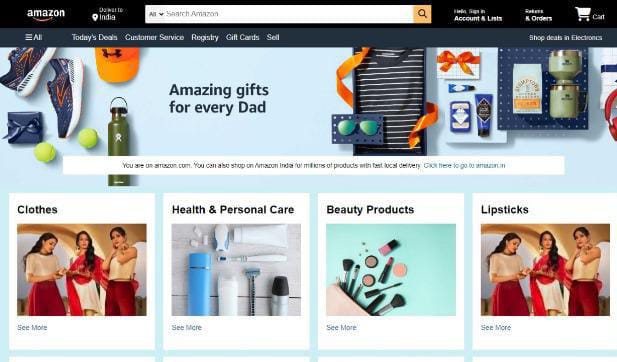 amazon
Deliver to
India
All
Search Amazon
Hello, Sign in
Account & Lists
Returns
& Orders
Cart
All
Today's Deals
Customer Service
Registry
Gift Cards
Sell
Shop deals in Electroncs
Amazing gifts
for every Dad
You are on amazon.com. You can also shop on Amazon India for millions of products with fast local delivery. Click here to go to amazon.in
Clothes
Health & Personal Care
Beauty Products
Lipsticks
See More
See More
See More
See More